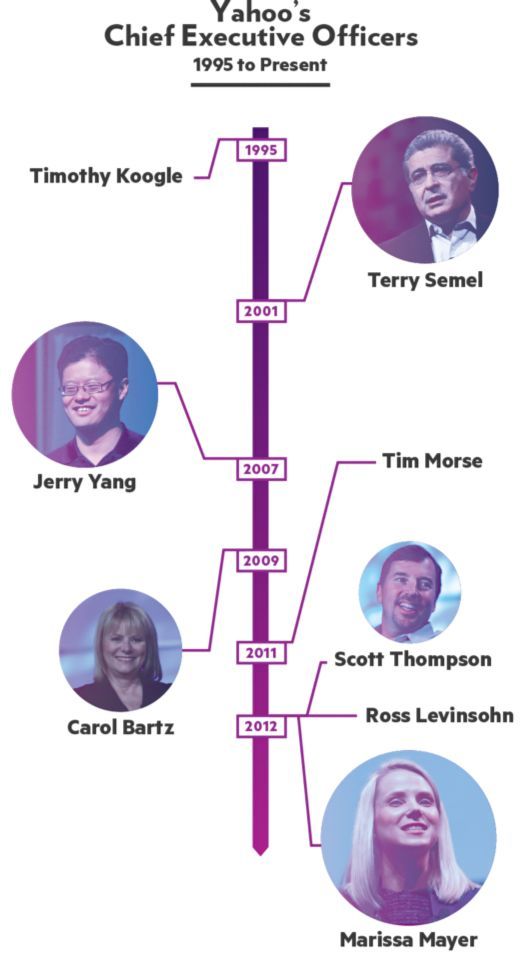 Yahoo's
Chief Executive Officers
1995 to Present
1995
Timothy Koogle
Terry Semel
2001
Jerry Yang
2007
Tim Morse
2009
Carol Bartz
2011
Scott Thompson
2012
Ross Levinsohn
Marissa Mayer